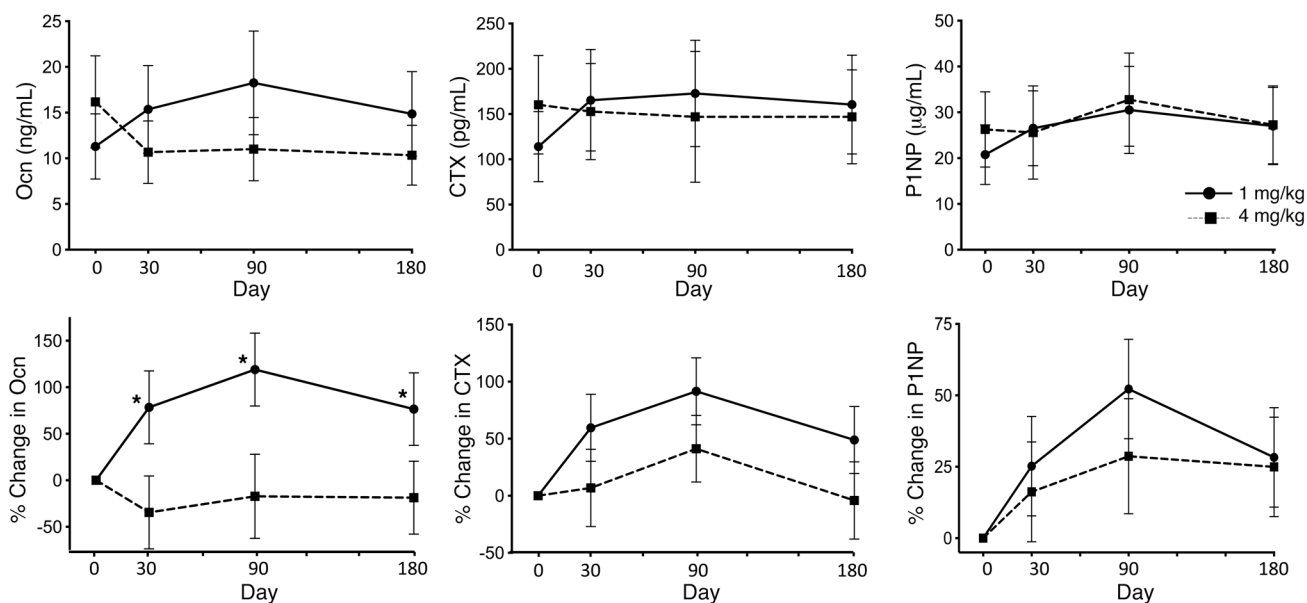 25
20
15
10
5
0
Ocn (ng/mL)
0 30 90 180
Day
250
200
150
100
50
0
CTX (pg/mL)
0 30 90 180
Day
50
40
30
20
10
0
P1NP (µg/mL)
0 30 90 180
Day
1 mg/kg
4 mg/kg
150
100
50
0
-50
% Change in Ocn
* * *
0 30 90 180
Day
150
100
50
0
-50
% Change in CTX
0 30 90 180
Day
75
50
25
0
% Change in P1NP
0 30 90 180
Day